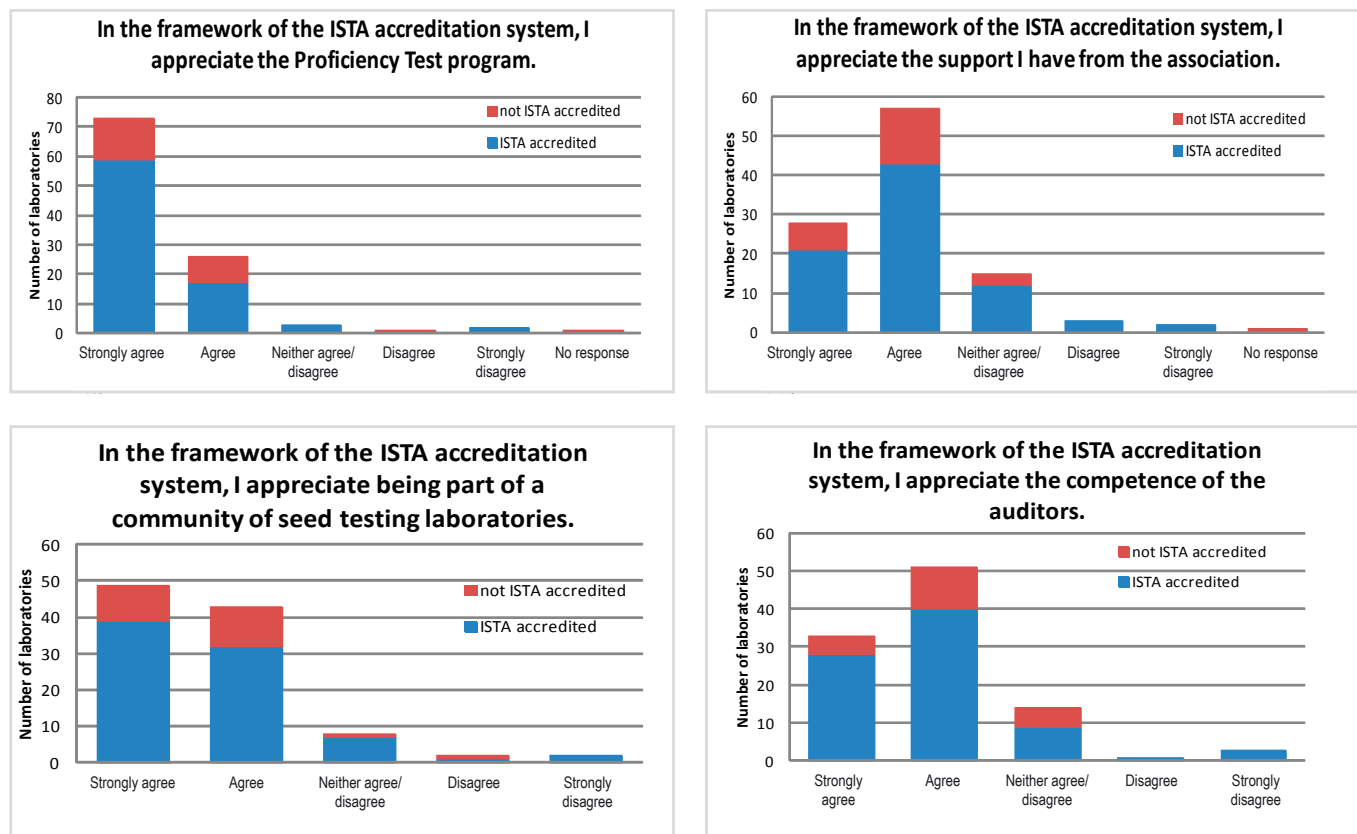 In the framework of the ISTA accreditation system, I
appreciate the Proficiency Test program.
80
70
60
50
40
30
20
10
0
Number of laboratories
not ISTA accredited
ISTA accredited
Strongly agree
Agree
Neither agree/
disagree
Disagree
Strongly
disagree
No response
In the framework of the ISTA accreditation system, I
appreciate the support I have from the association.
60
50
40
30
20
10
0
Number of laboratories
not ISTA accredited
ISTA accredited
Strongly agree
Agree
Neither agree/
disagree
Disagree
Strongly
disagree
No response
In the framework of the ISTA accreditation
system, I appreciate being part of a
community of seed testing laboratories.
60
50
40
30
20
10
0
Number of laboratories
not ISTA accredited
ISTA accredited
Strongly agree
Agree
Neither agree/
disagree
Disagree
Strongly
disagree
In the framework of the ISTA accreditation
system, I appreciate the competence of the
auditors.
60
50
40
30
20
10
0
Number of laboratories
not ISTA accredited
ISTA accredited
Strongly
agree
Agree
Neither agree/
disagree
Disagree
Strongly
disagree